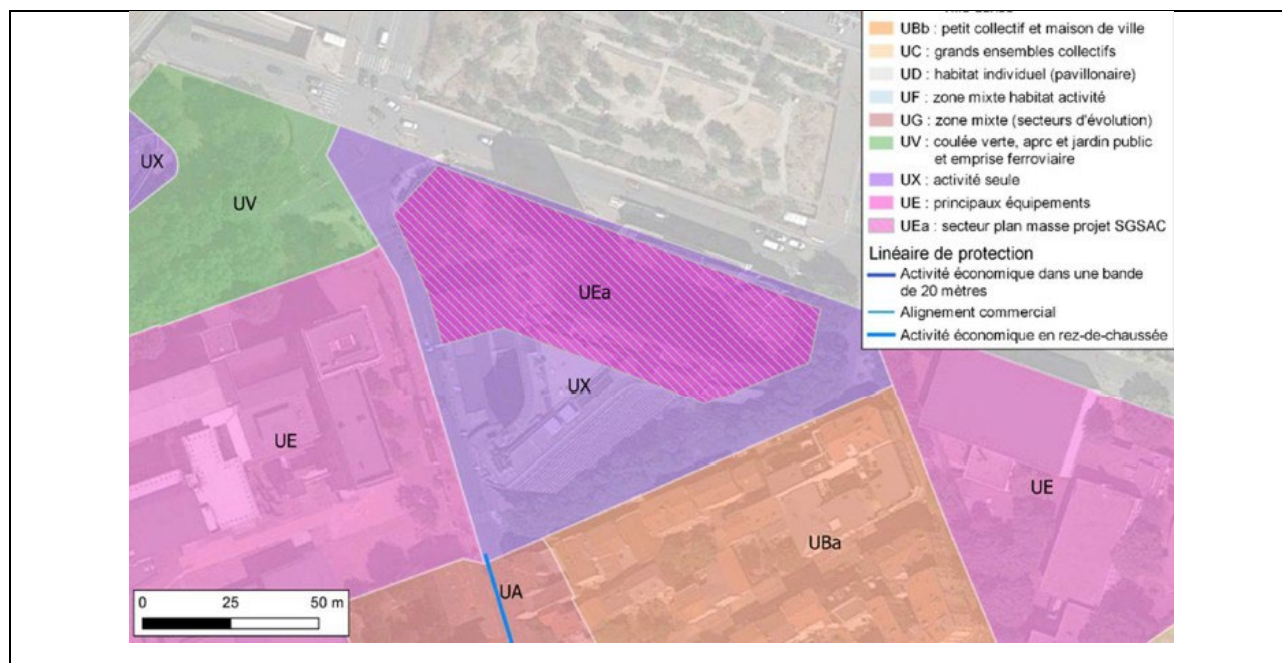 UBb : petit collectif et maison de ville
UC : grands ensembles collectifs
UD : habitat individuel (pavillonaire)
UF : zone mixte habitat activité
UG : zone mixte (secteurs d'évolution)
UV : coulée verte, aprc et jardin public
et emprise ferroviaire
UX : activité seule
UE : principaux équipements
UEa : secteur plan masse projet SGSAC
Linéaire de protection
Activité économique dans une bande
de 20 mètres
Alignement commercial
Activité économique en rez-de-chaussée
UX
UV
UEa
UX
UE
UE
UBa
UA
0 25 50 m